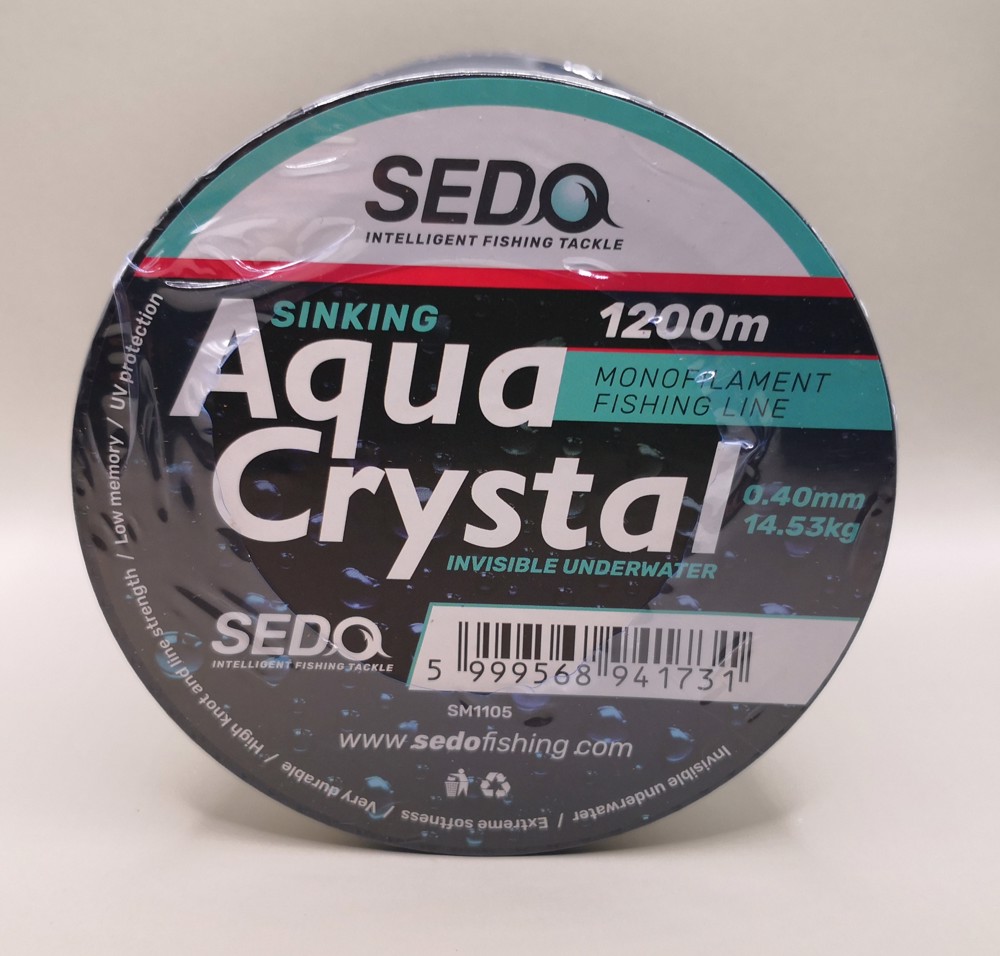 SEDO
INTELLIGENT FISHING TACKLE
SINKING
1200m
Aqua
MONOFILAMENT
FISHING LINE
Crystal
0.40mm
14.53kg
INVISIBLE UNDERWATER
SEDO
INTELLIGENT FISHING TACKLE
5 999568 941731
SM1105
www.sedofishing.com
Invisible underwater / Extreme softness / Very durable / High knot and line strength / Low memory / UV protection